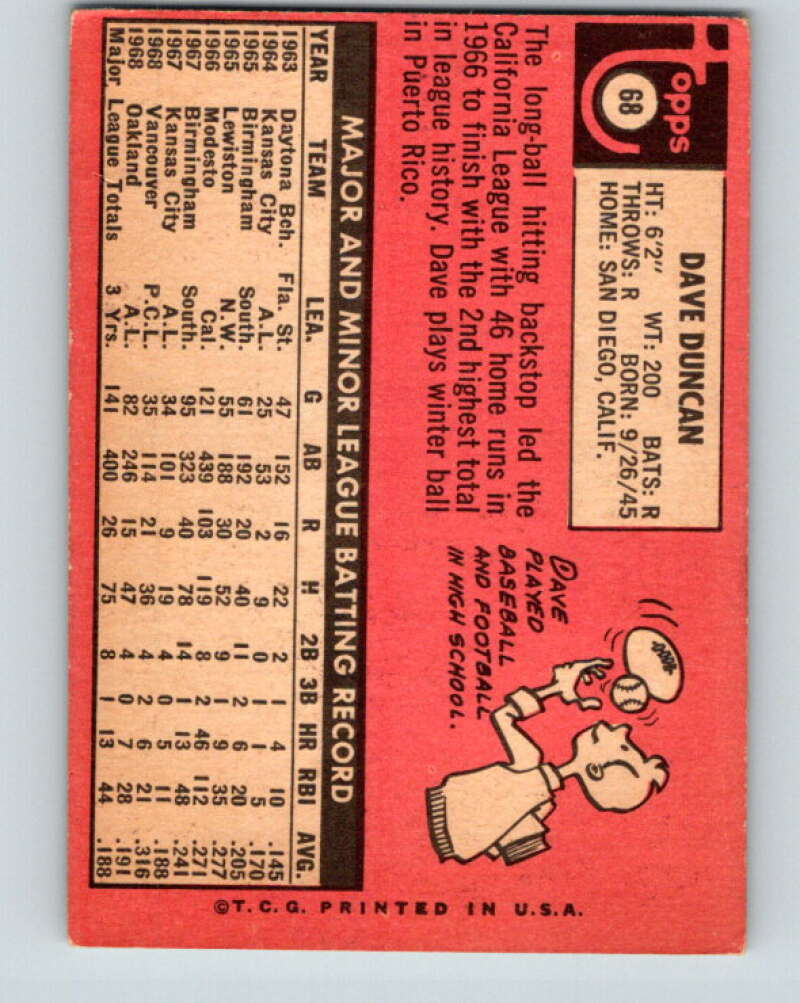 Topps
68
DAVE DUNCAN
HT: 6'2" WT: 200 BATS: R
THROWS: R BORN: 9/26/45
HOME: SAN DIEGO, CALIF.
The long-ball hitting backstop led the
California League with 46 home runs in
1966 to finish with the 2nd highest total
in league history. Dave plays winter ball
in Puerto Rico.
DAVE
PLAYED
BASEBALL
AND FOOTBALL
IN HIGH SCHOOL.
MAJOR AND MINOR LEAGUE BATTING RECORD
YEAR TEAM LEA. G AB R H 2B 3B HR RBI AVG.
1963 Daytona Bch. Fla. St. 47 152 16 22 2 1 4 10 .145
1964 Kansas City A.L. 25 53 2 9 0 1 1 5 .170
1965 Birmingham South. 61 192 20 40 11 2 6 20 .205
1965 Lewiston N.W. 55 188 30 52 9 1 9 35 .277
1966 Modesto Cal. 121 439 103 119 8 2 46 112 .271
1967 Birmingham South. 95 323 40 78 14 1 13 48 .241
1967 Kansas City A.L. 34 101 9 19 4 0 5 11 .188
1968 Vancouver P.C.L. 35 114 21 36 4 2 6 21 .316
1968 Oakland A.L. 82 246 15 47 4 0 7 28 .191
Major League Totals 3 Yrs. 141 400 26 75 8 1 13 44 .188
©T.C.G. PRINTED IN U.S.A.